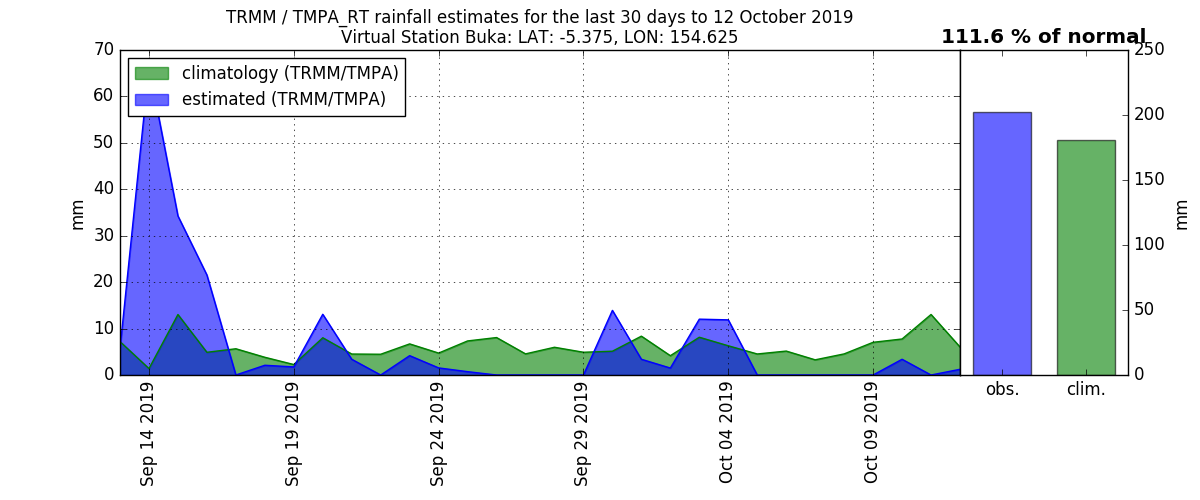 TRMM / TMPA_RT rainfall estimates for the last 30 days to 12 October 2019
Virtual Station Buka: LAT: -5.375, LON: 154.625
111.6 % of normal
climatology (TRMM/TMPA)
estimated (TRMM/TMPA)
70
60
50
40
30
20
10
0
mm
Sep 14 2019
Sep 19 2019
Sep 24 2019
Sep 29 2019
Oct 04 2019
Oct 09 2019
obs.
clim.
250
200
150
100
50
0
mm